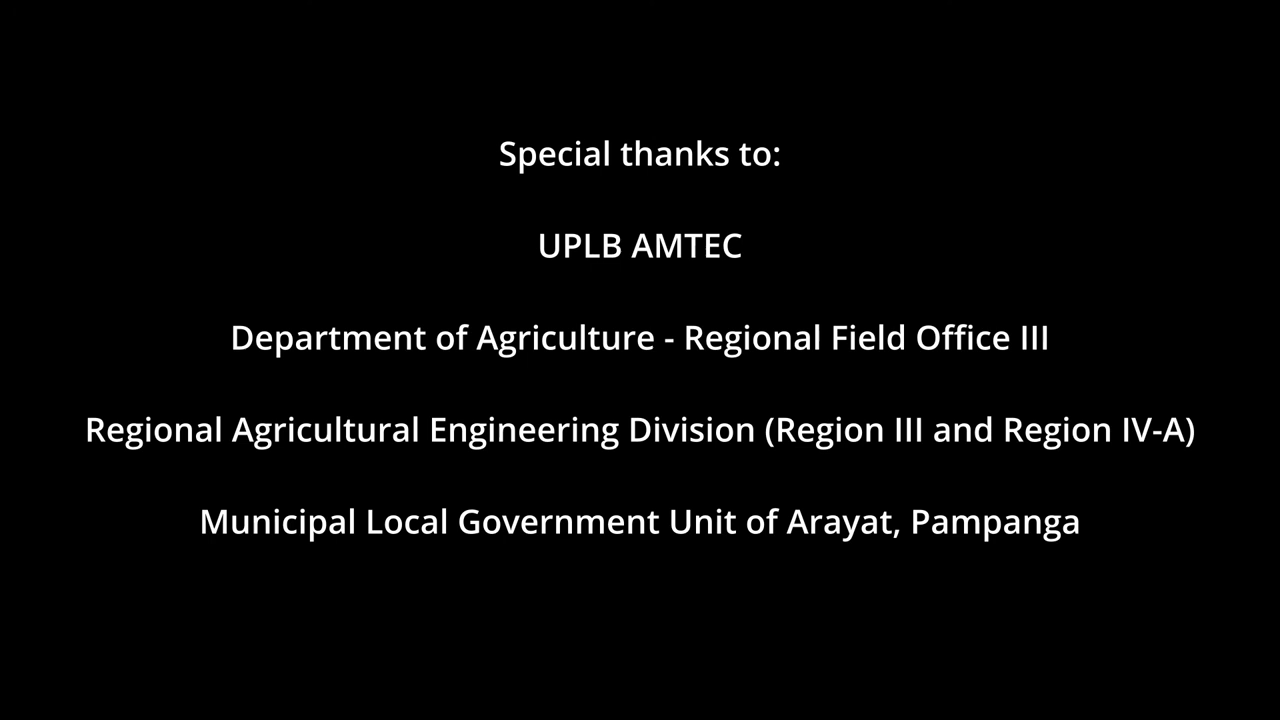 Special thanks to:
UPLB AMTEC
Department of Agriculture - Regional Field Office III
Regional Agricultural Engineering Division (Region III and Region IV-A)
Municipal Local Government Unit of Arayat, Pampanga